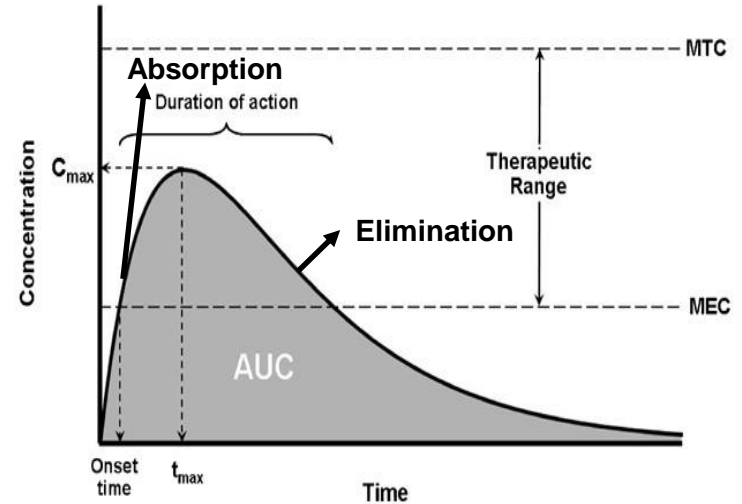 MTC
Absorption
Duration of action
Therapeutic
Range
Cmax
Concentration
Elimination
MEC
AUC
Onset
time
tmax
Time